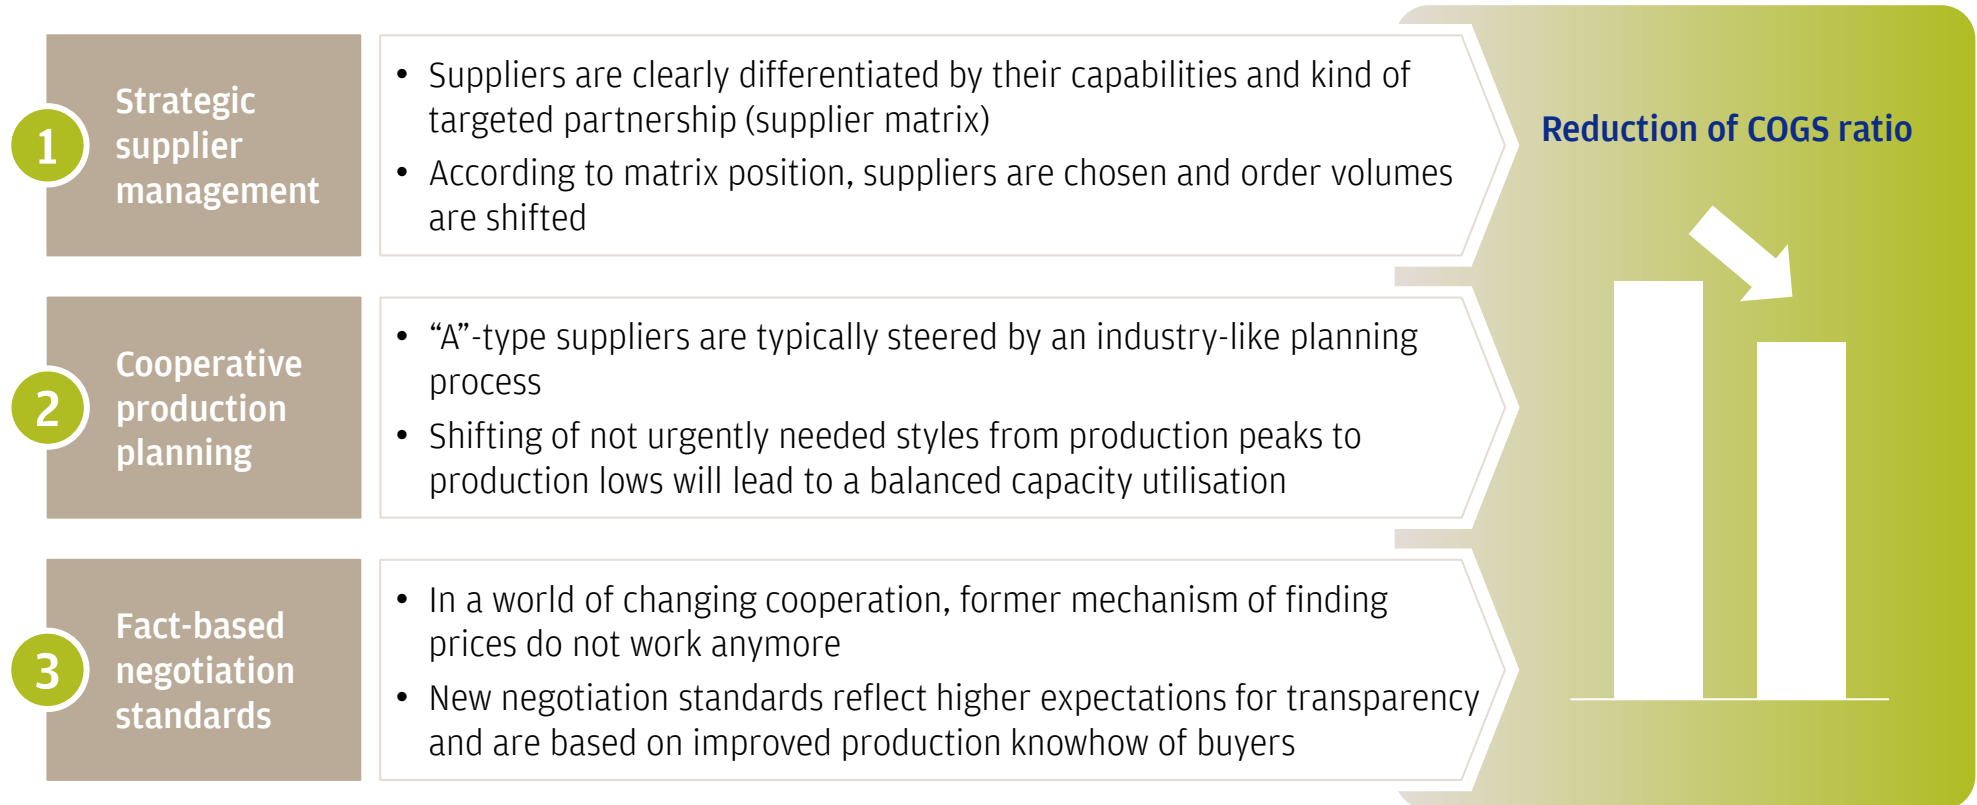 1
Strategic
supplier
management
• Suppliers are clearly differentiated by their capabilities and kind of
targeted partnership (supplier matrix)
• According to matrix position, suppliers are chosen and order volumes
are shifted
2
Cooperative
production
planning
• “A”-type suppliers are typically steered by an industry-like planning
process
• Shifting of not urgently needed styles from production peaks to
production lows will lead to a balanced capacity utilisation
3
Fact-based
negotiation
standards
• In a world of changing cooperation, former mechanism of finding
prices do not work anymore
• New negotiation standards reflect higher expectations for transparency
and are based on improved production knowhow of buyers
Reduction of COGS ratio